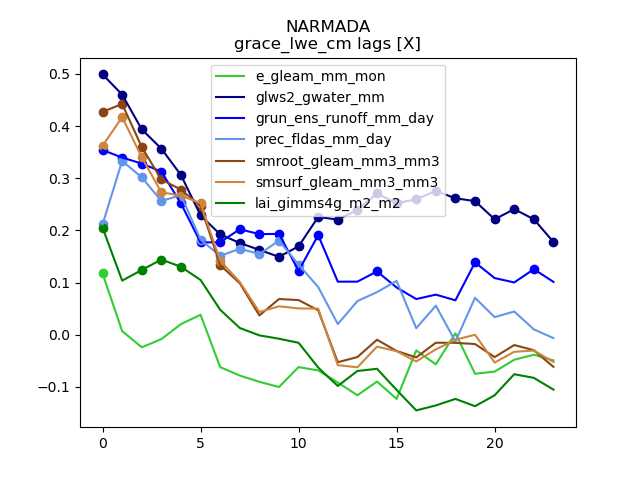 NARMADA
grace_lwe_cm lags [X]
e_gleam_mm_mon
glws2_gwater_mm
grun_ens_runoff_mm_day
prec_fldas_mm_day
smroot_gleam_mm3_mm3
smsurf_gleam_mm3_mm3
lai_gimms4g_m2_m2
0.5
0.4
0.3
0.2
0.1
0.0
−0.1
0 5 10 15 20